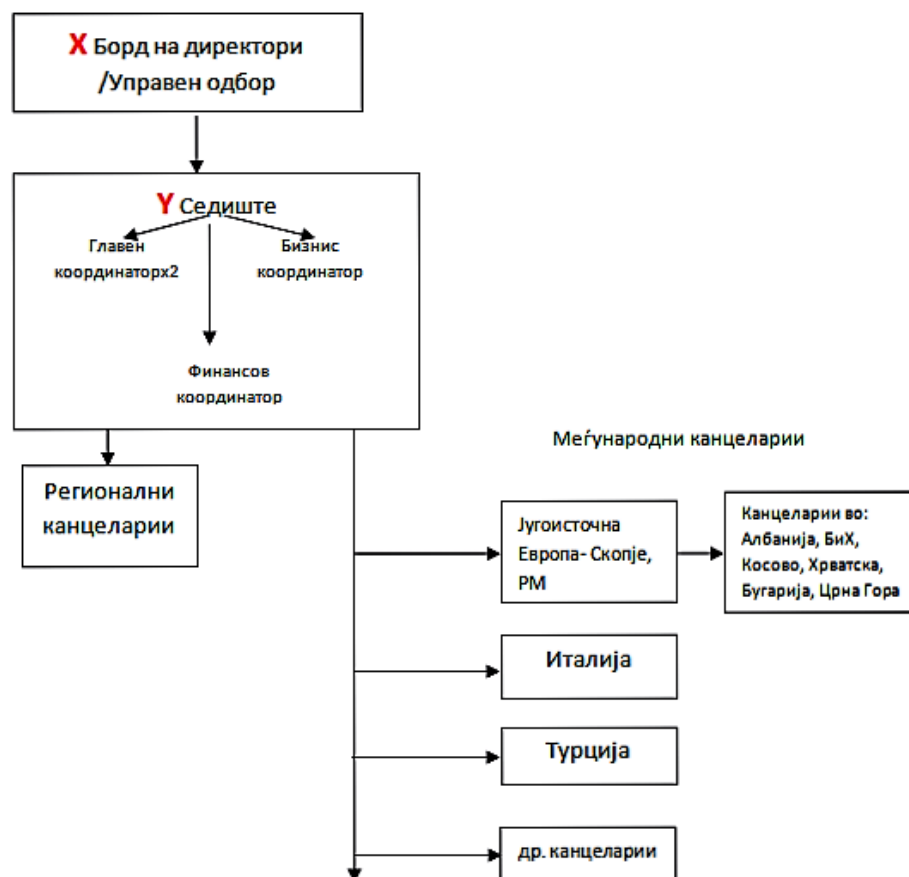 X Борд на директори
/Управен одбор
Y Седиште
Главен
координаторх2
Бизнис
координатор
Финансов
координатор
Регионални
канцеларии
Меѓународни канцеларии
Југоисточна
Европа- Скопје,
РМ
Канцеларии во:
Албанија, БиХ,
Косово, Хрватска,
Бугарија, Црна Гора
Италија
Турција
др. канцеларии